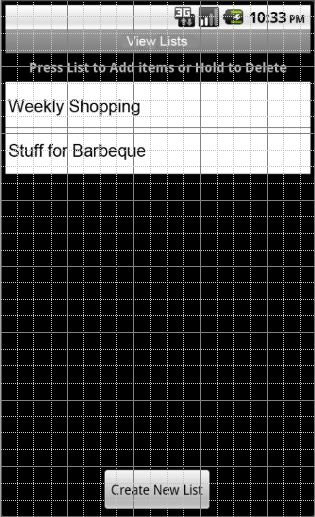 3G
10:33 PM
View Lists
Press List to Add items or Hold to Delete
Weekly Shopping
Stuff for Barbeque
Create New List